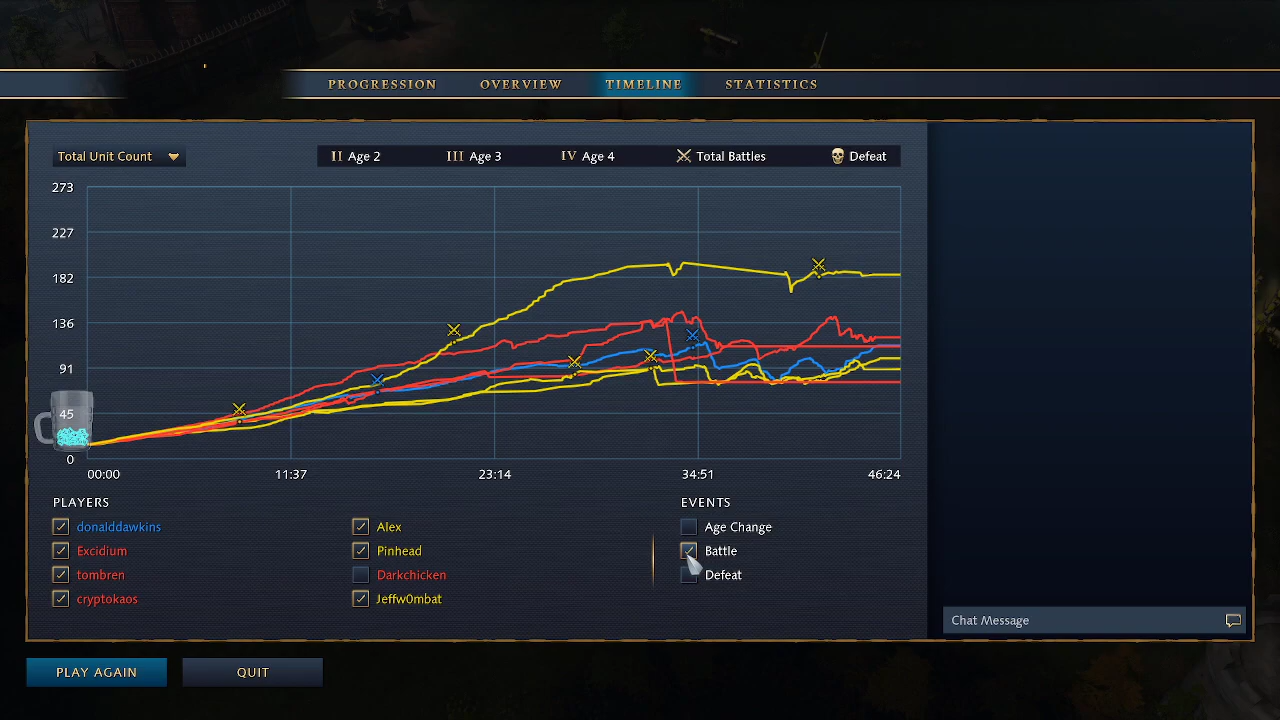 PROGRESSION OVERVIEW TIMELINE STATISTICS
Total Unit Count II Age 2 III Age 3 IV Age 4 Total Battles Defeat
273
227
182
136
91
45
0
00:00 11:37 23:14 34:51 46:24
PLAYERS EVENTS
donalddawkins Alex Age Change
Excidium Pinhead Battle
tombren Darkchicken Defeat
cryptokaos Jeffw0mbat
Chat Message
PLAY AGAIN QUIT